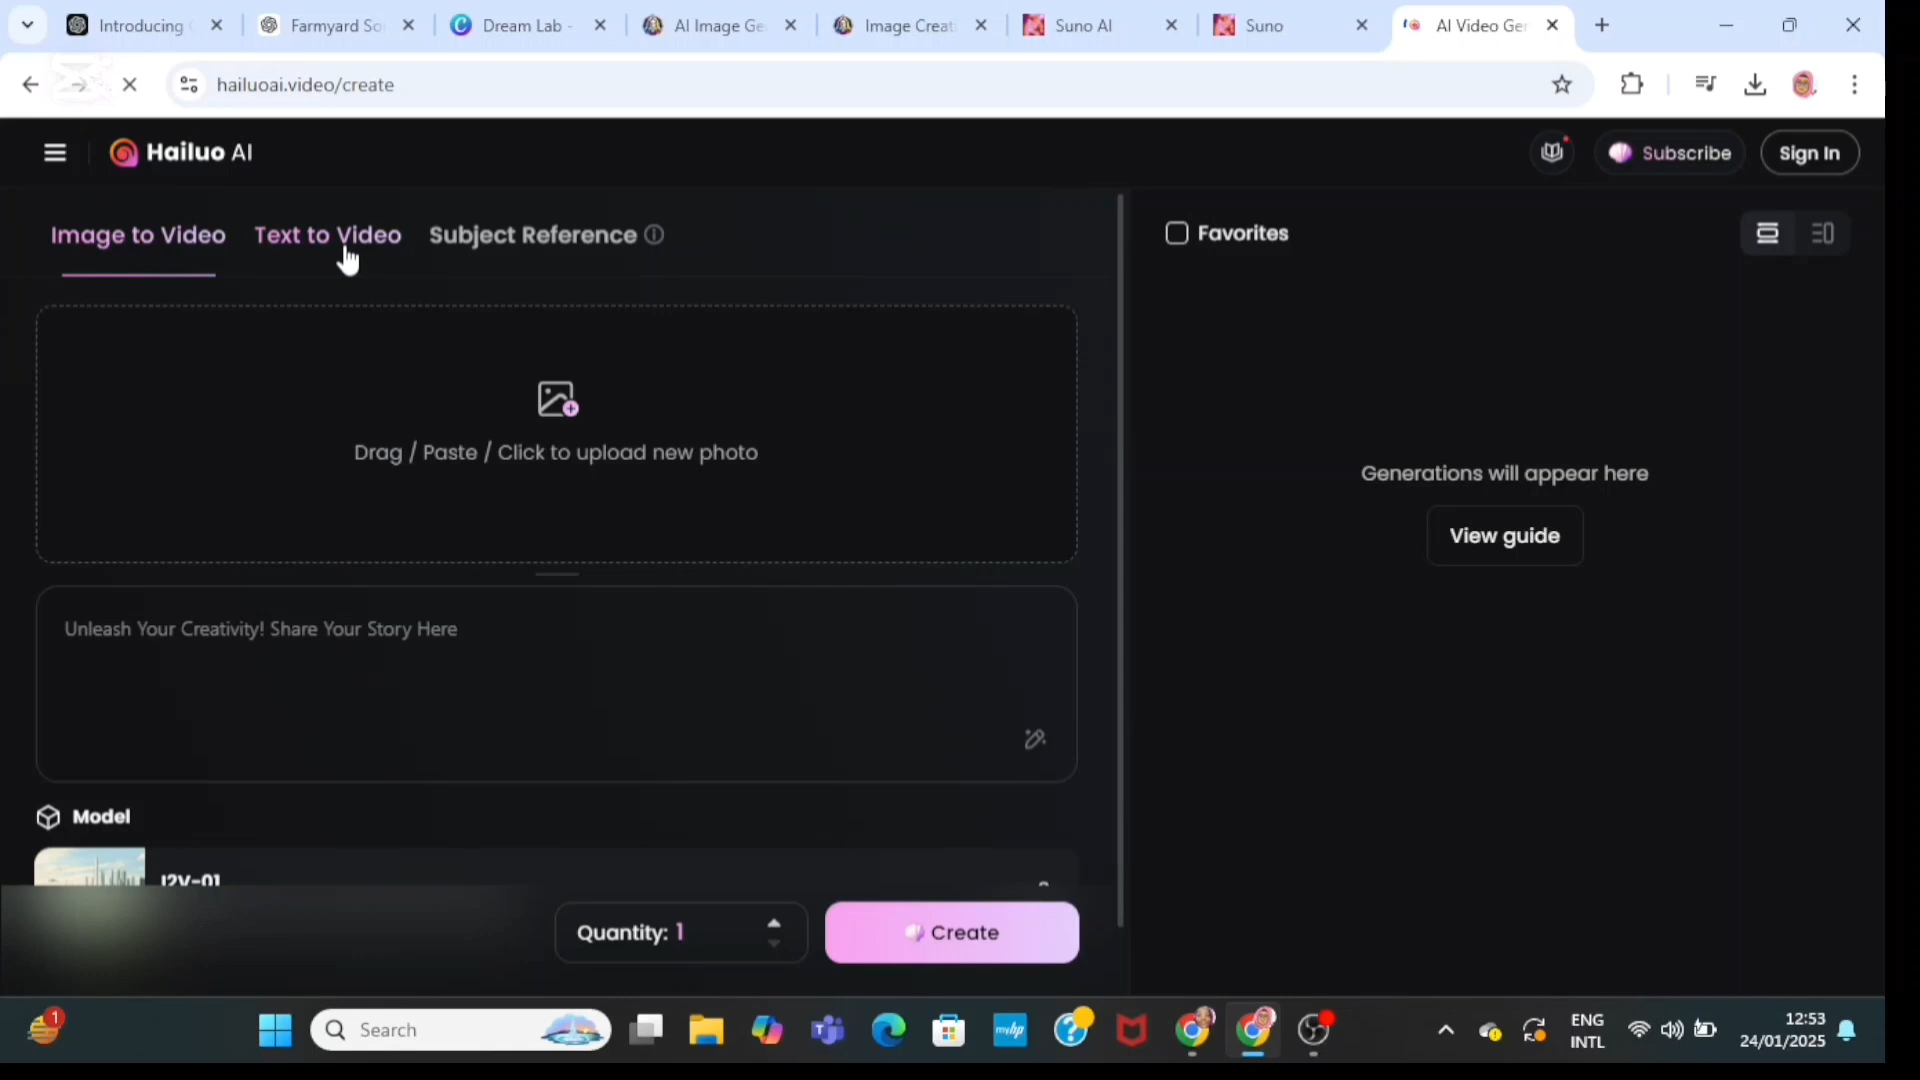 Introducing
Farmyard So
Dream Lab -
AI Image Ge
Image Creat
Suno AI
Suno
AI Video Ger
hailuoai.video/create
Hailuo AI
Subscribe
Sign In
Image to Video
Text to Video
Subject Reference
Favorites
Drag / Paste / Click to upload new photo
Generations will appear here
View guide
Unleash Your Creativity! Share Your Story Here
Model
I2V-01
Quantity: 1
Create
1
Search
myhp
ENG
INTL
12:53
24/01/2025